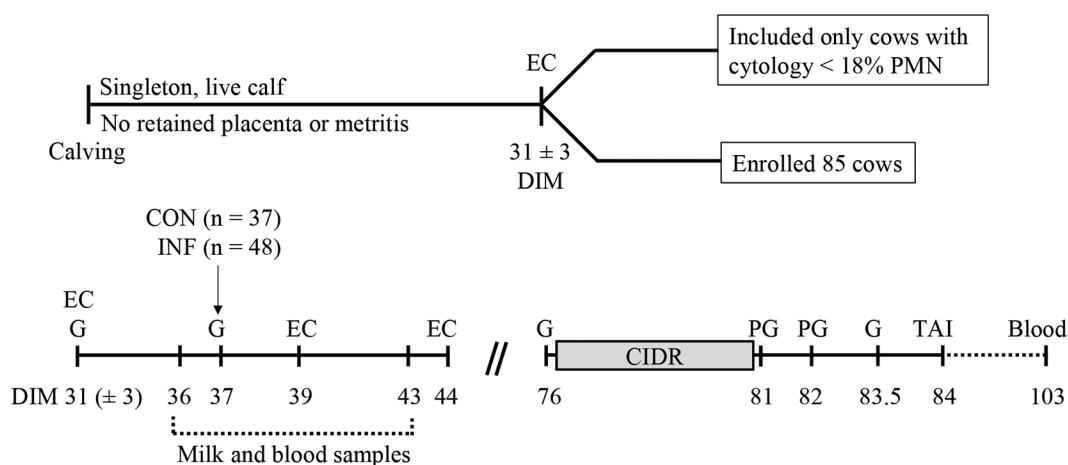 Included only cows with
cytology < 18% PMN
EC
Singleton, live calf
No retained placenta or metritis
Calving
31 ± 3
DIM
Enrolled 85 cows
CON (n = 37)
INF (n = 48)
EC
G G EC EC G PG PG G TAI Blood
CIDR
DIM 31 (± 3) 36 37 39 43 44 76 81 82 83.5 84 103
Milk and blood samples